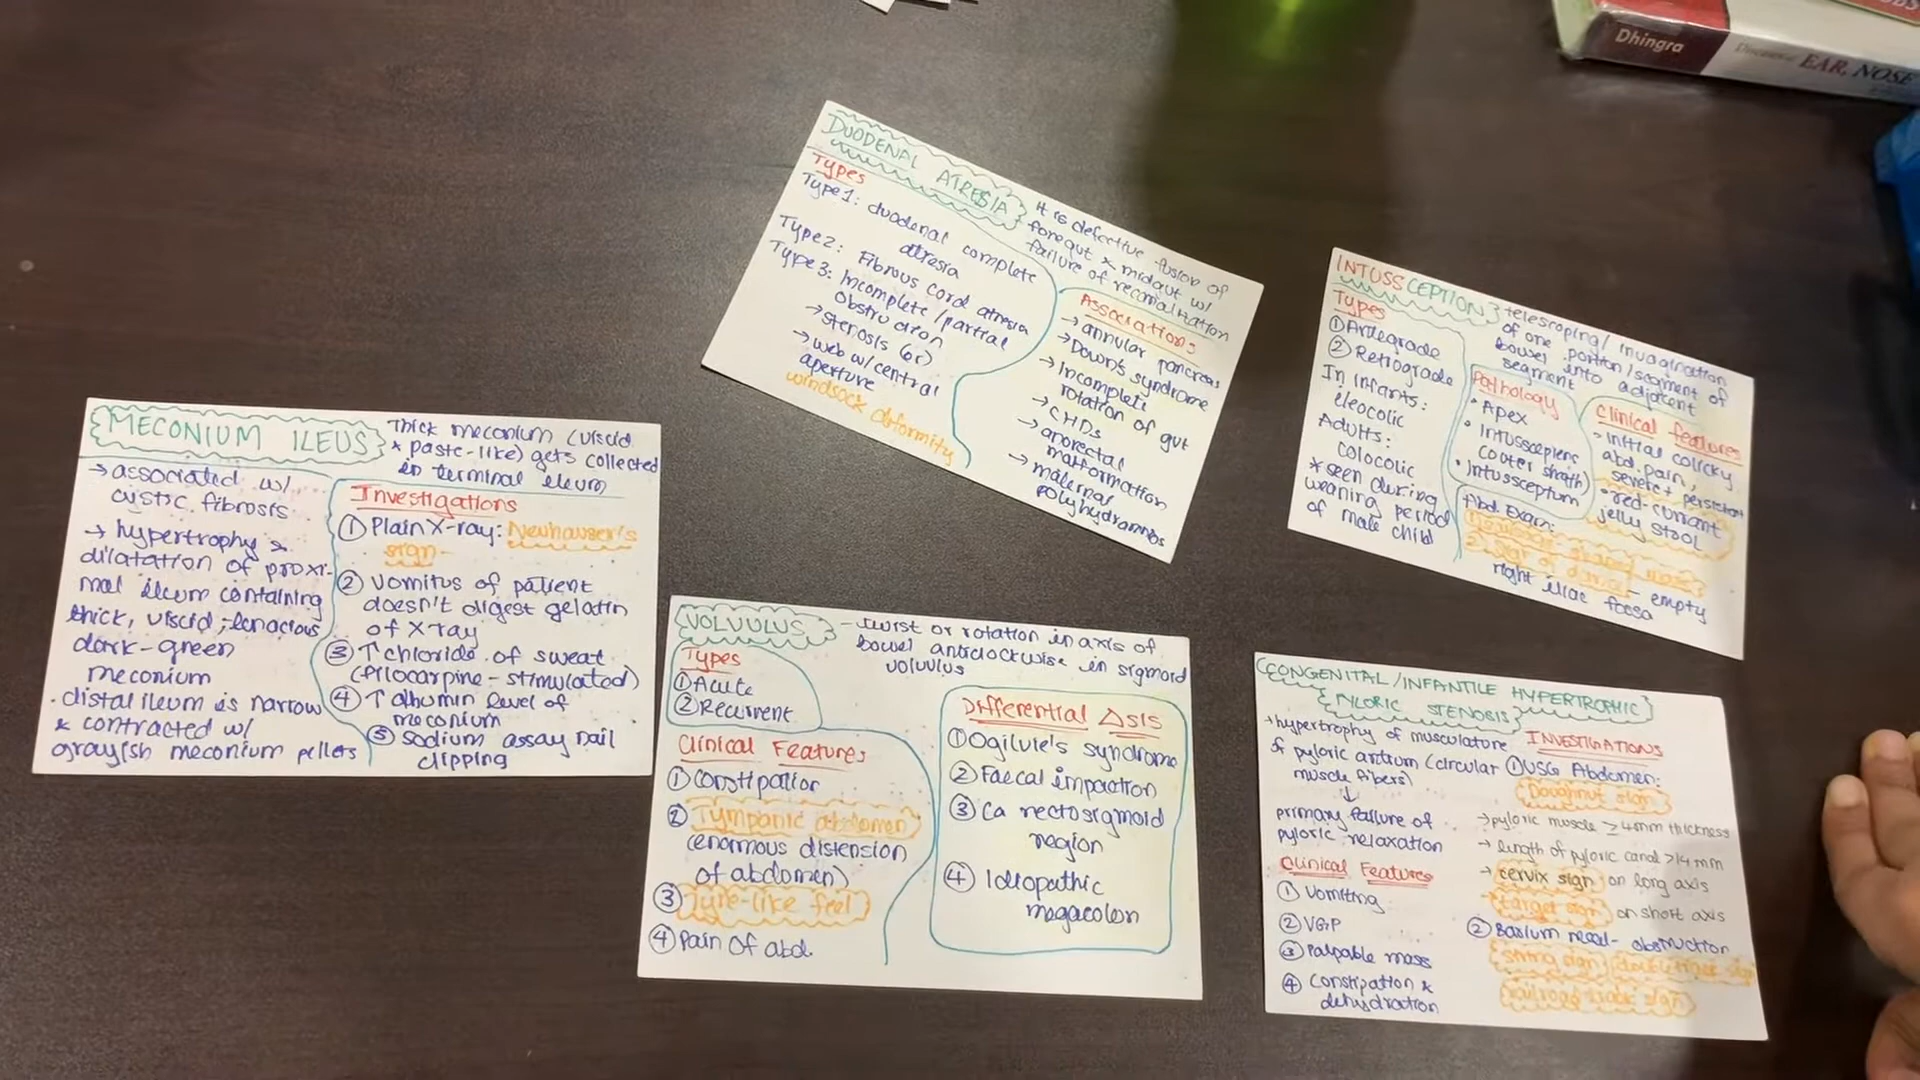 Dhingra
EAR, NOSE
DUODENAL ATRESIA
It is defective fusion of
foregut & midgut w/
failure of recanalization
Types
Type 1: duodenal complete
atresia
Type 2: Fibrous cord atresia
Type 3: Incomplete/partial
obstruction
→ stenosis (or)
→ web w/central
aperture
windsock deformity
Associations
→ annular pancreas
→ Down's syndrome
→ Incomplete
rotation of gut
→ CHDs
→ anorectal
malformation
→ maternal
polyhydramnios
INTUSSCEPTION
telescoping/ invagination
of one portion/segment of
bowel into adjacent
segment
Types
① Antegrade
② Retrograde
In infants:
ileocolic
Adults:
colocolic
* seen during
weaning period
of male child
Pathology
• Apex
• Intusscepiens
(outer sheath)
• Intussceptum
Clinical features
- initial colicky
abd. pain,
severe + persistent
• red-currant
jelly stool
Abd. Exam:
- empty
right iliac fossa
MECONIUM ILEUS
Thick meconium (viscid
& paste-like) gets collected
in terminal ileum
→ associated w/
cystic fibrosis
→ hypertrophy &
dilatation of proxi-
mal ileum containing
thick, viscid, tenacious
dark-green
meconium
. distal ileum is narrow
& contracted w/
grayish meconium pellets
Investigations
① Plain X-ray: Neuhauser's
sign
② Vomitus of patient
doesn't digest gelatin
of X ray
③ ↑ chloride of sweat
(Pilocarpine - stimulated)
④ ↑ albumin level of
meconium
⑤ Sodium assay nail
clipping
VOLVULUS
- twist or rotation in axis of
bowel anticlockwise in sigmoid
volvulus
Types
① Acute
② Recurrent
Clinical Features
① Constipation
② Tympanic abdomen
(enormous distension
of abdomen)
③ Tyre-like feel
④ Pain of abd.
Differential Δsis
① Ogilvie's syndrome
② Faecal impaction
③ Ca rectosigmoid
region
④ Idiopathic
megacolon
CONGENITAL/INFANTILE HYPERTROPHIC
PYLORIC STENOSIS
→ hypertrophy of musculature
of pyloric antrum (circular
muscle fibers)
↓
primary failure of
pyloric relaxation
Clinical Features
① Vomiting
② VGP
③ Palpable mass
④ Constipation &
dehydration
INVESTIGATIONS
① USG Abdomen:
Doughnut sign
→ pyloric muscle ≥ 4mm thickness
→ length of pyloric canal >14 mm
→ cervix sign on long axis
target sign on short axis
② Barium meal - obstruction
string sign, double track sign
railroad track sign